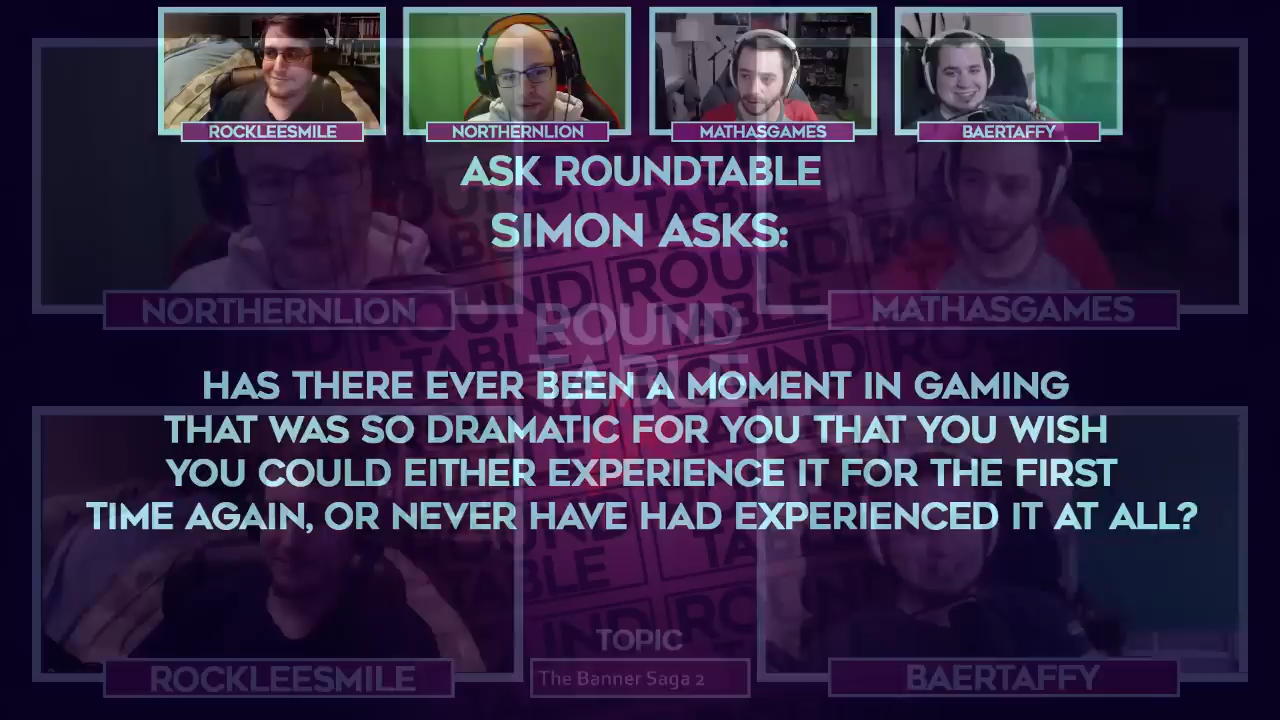 ROCKLEESMILE
NORTHERNLION
MATHASGAMES
BAERTAFFY
ASK ROUNDTABLE
SIMON ASKS:
NORTHERNLION
MATHASGAMES
ROUND
TABLE
HAS THERE EVER BEEN A MOMENT IN GAMING
THAT WAS SO DRAMATIC FOR YOU THAT YOU WISH
YOU COULD EITHER EXPERIENCE IT FOR THE FIRST
TIME AGAIN, OR NEVER HAVE HAD EXPERIENCED IT AT ALL?
TOPIC
The Banner Saga 2
ROCKLEESMILE
BAERTAFFY